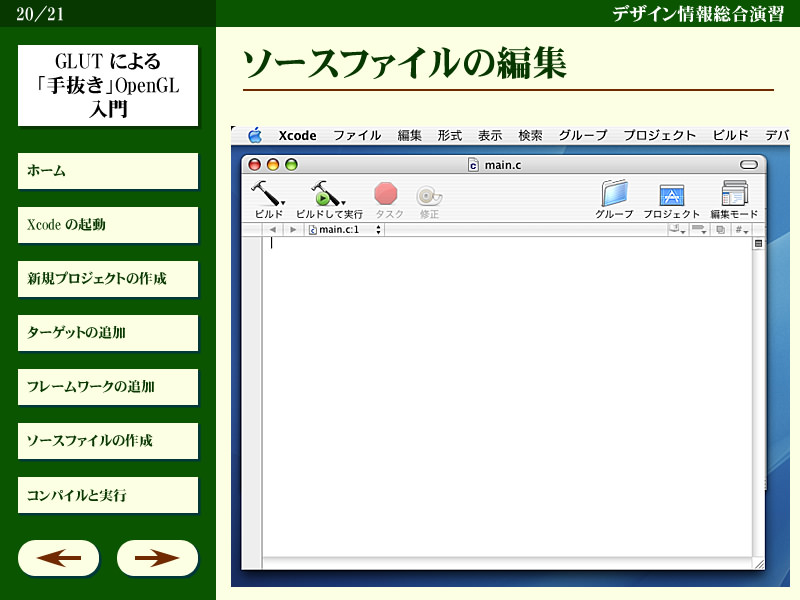 20/21
デザイン情報総合演習
GLUT による
「手抜き」OpenGL
入門
ホーム
Xcode の起動
新規プロジェクトの作成
ターゲットの追加
フレームワークの追加
ソースファイルの作成
コンパイルと実行
ソースファイルの編集
Xcode ファイル 編集 形式 表示 検索 グループ プロジェクト ビルド デバ
main.c
ビルド ビルドして実行 タスク 修正 グループ プロジェクト 編集モード
main.c:1 #